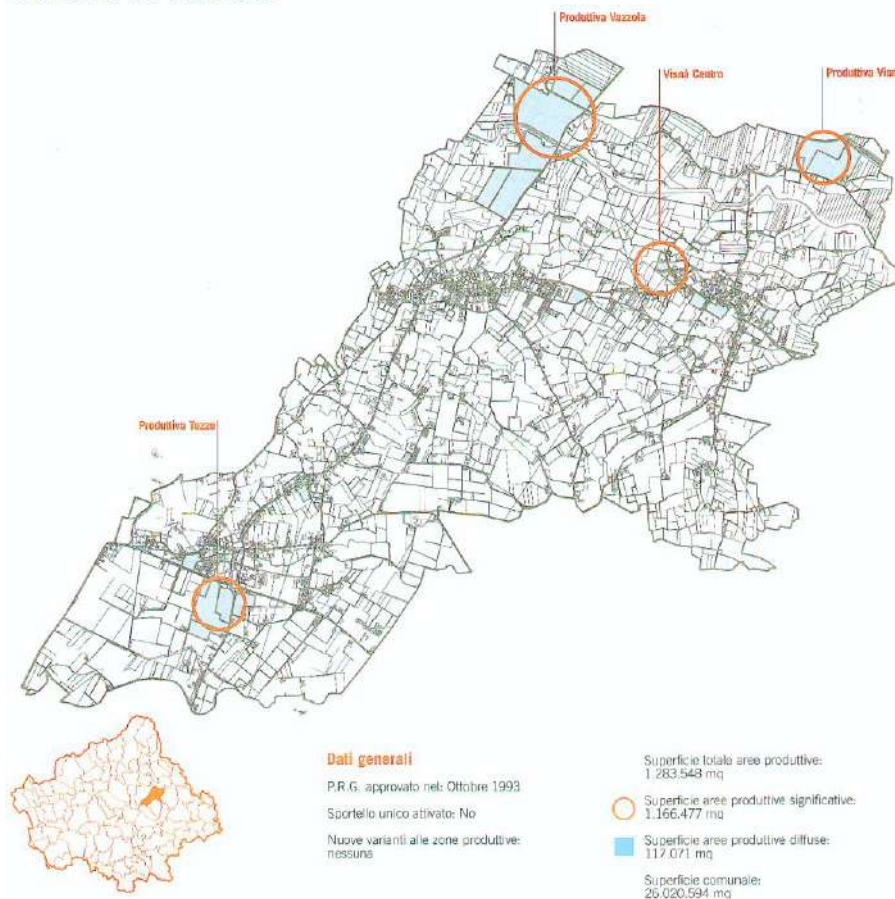 Produttiva Vazzola
Visnà Centro
Produttiva Visn
Produttiva Tezze
Dati generali
P.R.G. approvato nel: Ottobre 1993
Sportello unico attivato: No
Nuove varianti alle zone produttive:
nessuna
Superficie totale aree produttive:
1.283.548 mq
Superficie aree produttive significative:
1.166.477 mq
Superficie aree produttive diffuse:
117.071 mq
Superficie comunale:
26.020.594 mq